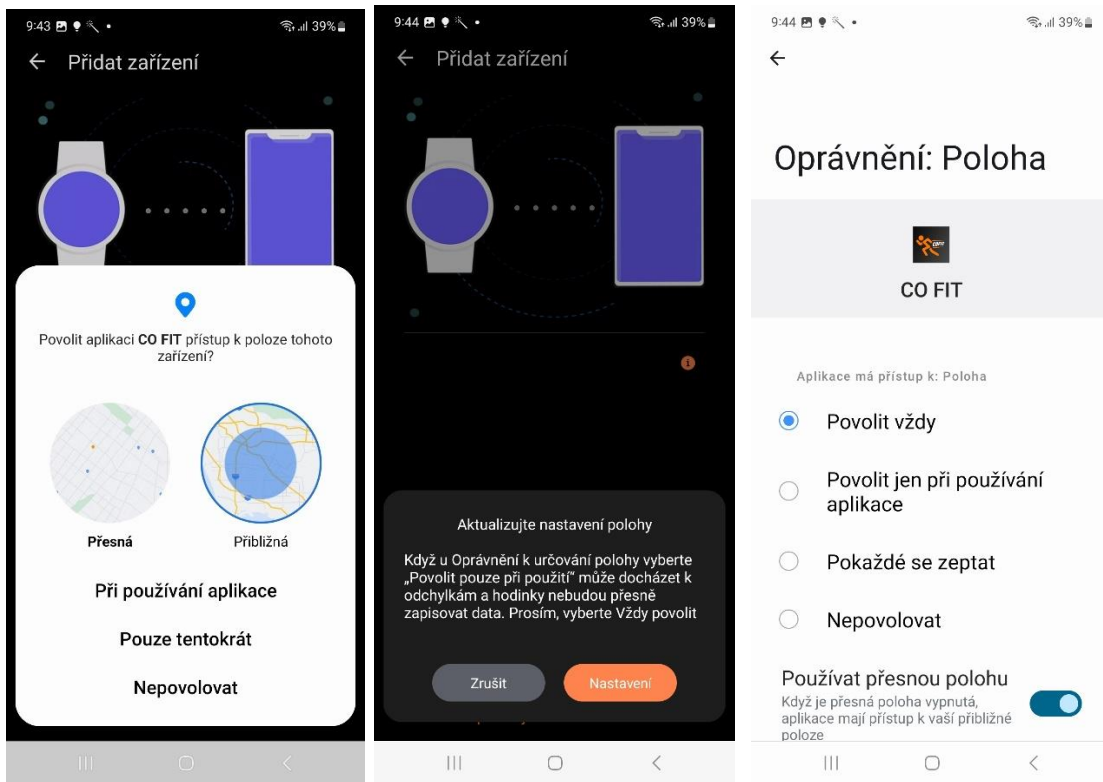 9:43
39%
Přidat zařízení
Povolit aplikaci CO FIT přístup k poloze tohoto
zařízení?
Přesná
Přibližná
Při používání aplikace
Pouze tentokrát
Nepovolovat
9:44
39%
Přidat zařízení
Aktualizujte nastavení polohy
Když u Oprávnění k určování polohy vyberte
„Povolit pouze při použití“ může docházet k
odchylkám a hodinky nebudou přesně
zapisovat data. Prosím, vyberte Vždy povolit
Zrušit
Nastavení
9:44
39%
Oprávnění: Poloha
CO FIT
Aplikace má přístup k: Poloha
Povolit vždy
Povolit jen při používání
aplikace
Pokaždé se zeptat
Nepovolovat
Používat přesnou polohu
Když je přesná poloha vypnutá,
aplikace mají přístup k vaší přibližné
poloze